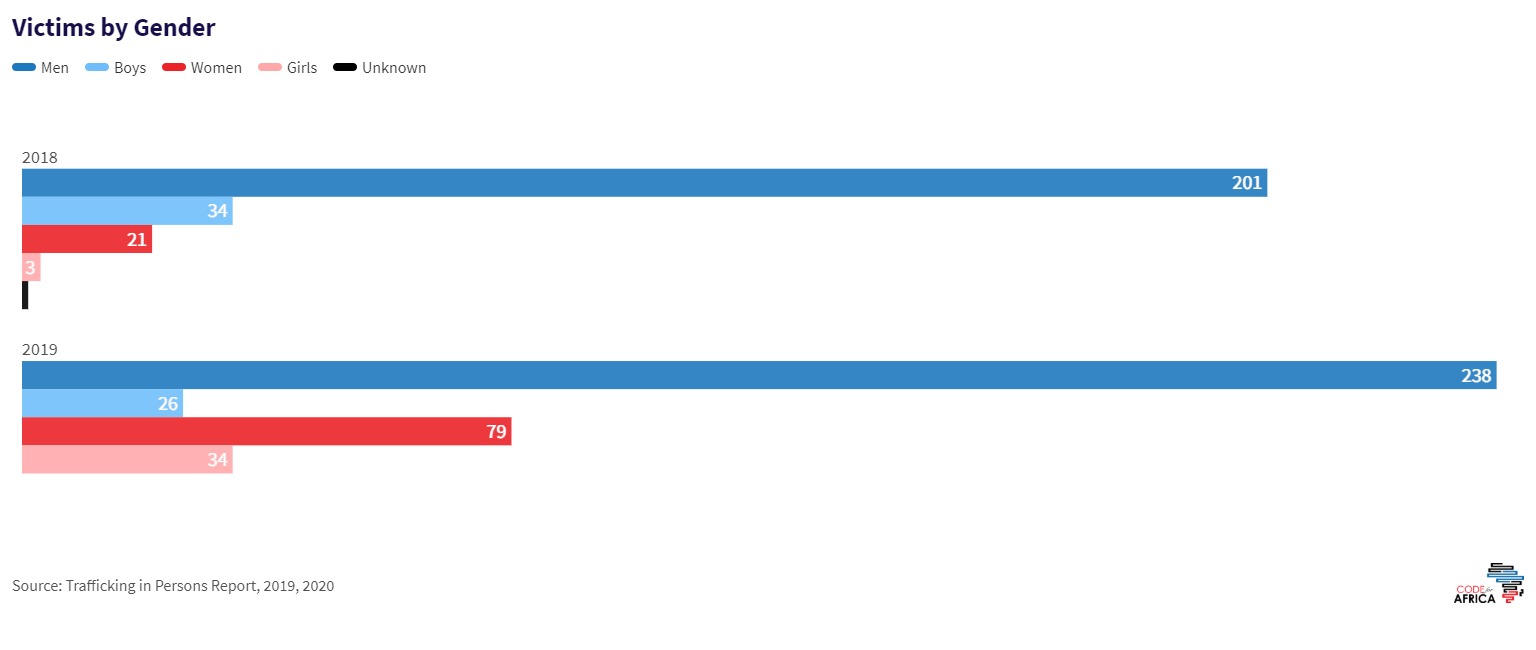 Victims by Gender
Men Boys Women Girls Unknown
2018
201
34
21
3
2019
238
26
79
34
Source: Trafficking in Persons Report, 2019, 2020
CODE for
AFRICA